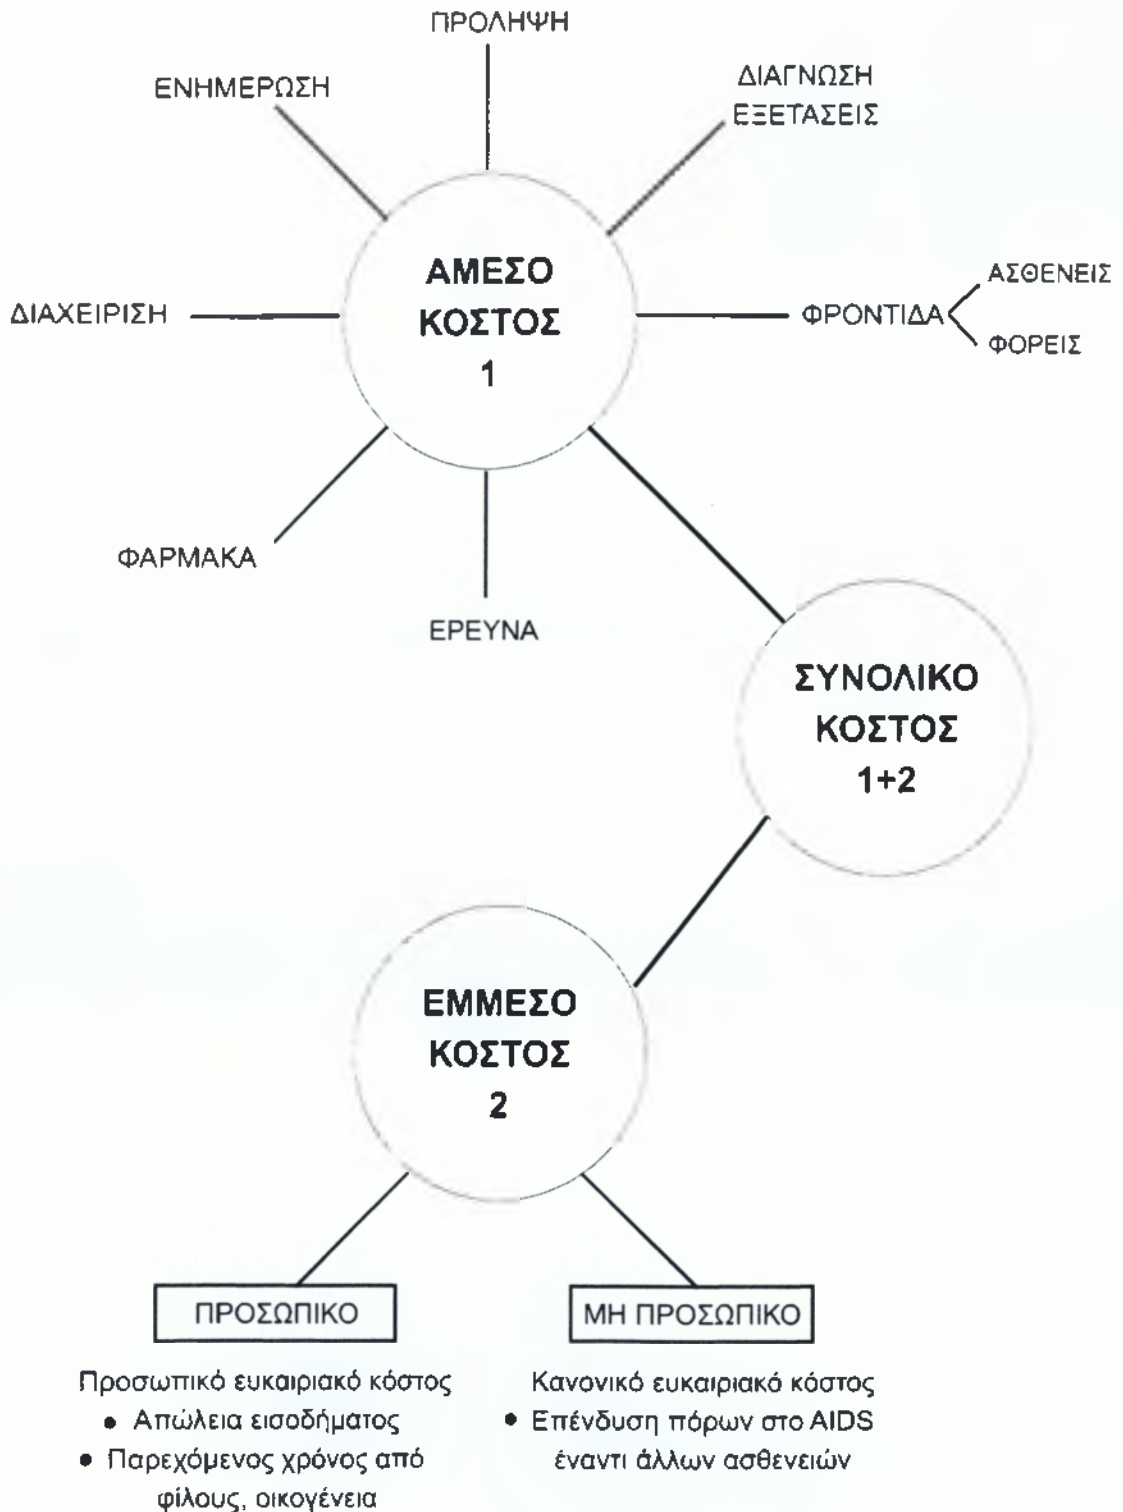 ΠΡΟΛΗΨΗ
ΕΝΗΜΕΡΩΣΗ
ΔΙΑΓΝΩΣΗ
ΕΞΕΤΑΣΕΙΣ
ΑΜΕΣΟ
ΚΟΣΤΟΣ
1
ΔΙΑΧΕΙΡΙΣΗ
ΦΡΟΝΤΙΔΑ
ΑΣΘΕΝΕΙΣ
ΦΟΡΕΙΣ
ΦΑΡΜΑΚΑ
ΕΡΕΥΝΑ
ΣΥΝΟΛΙΚΟ
ΚΟΣΤΟΣ
1+2
ΕΜΜΕΣΟ
ΚΟΣΤΟΣ
2
ΠΡΟΣΩΠΙΚΟ
Προσωπικό ευκαιριακό κόστος
• Απώλεια εισοδήματος
• Παρεχόμενος χρόνος από
φίλους, οικογένεια
ΜΗ ΠΡΟΣΩΠΙΚΟ
Κανονικό ευκαιριακό κόστος
• Επένδυση πόρων στο AIDS
έναντι άλλων ασθενειών